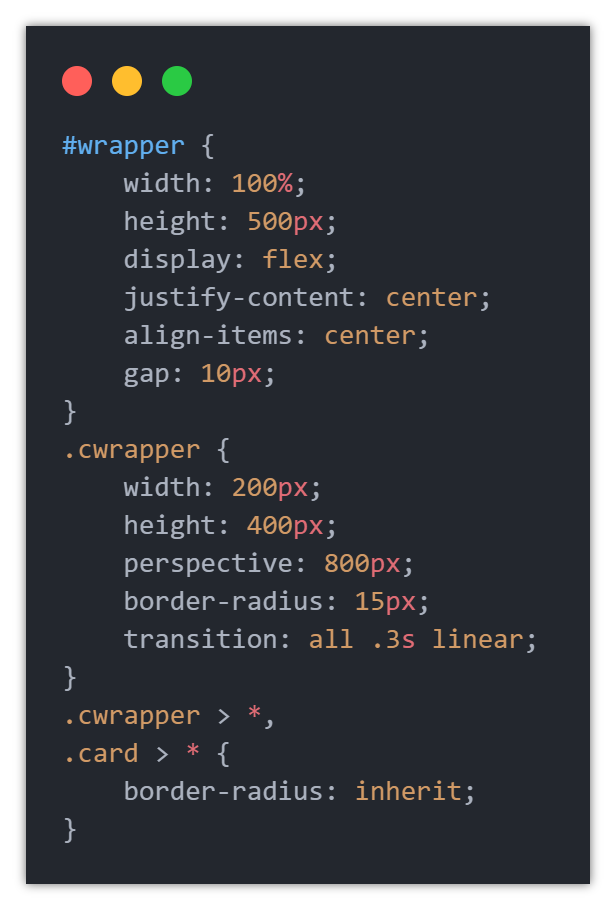 #wrapper {
    width: 100%;
    height: 500px;
    display: flex;
    justify-content: center;
    align-items: center;
    gap: 10px;
}
.cwrapper {
    width: 200px;
    height: 400px;
    perspective: 800px;
    border-radius: 15px;
    transition: all .3s linear;
}
.cwrapper > *,
.card > * {
    border-radius: inherit;
}